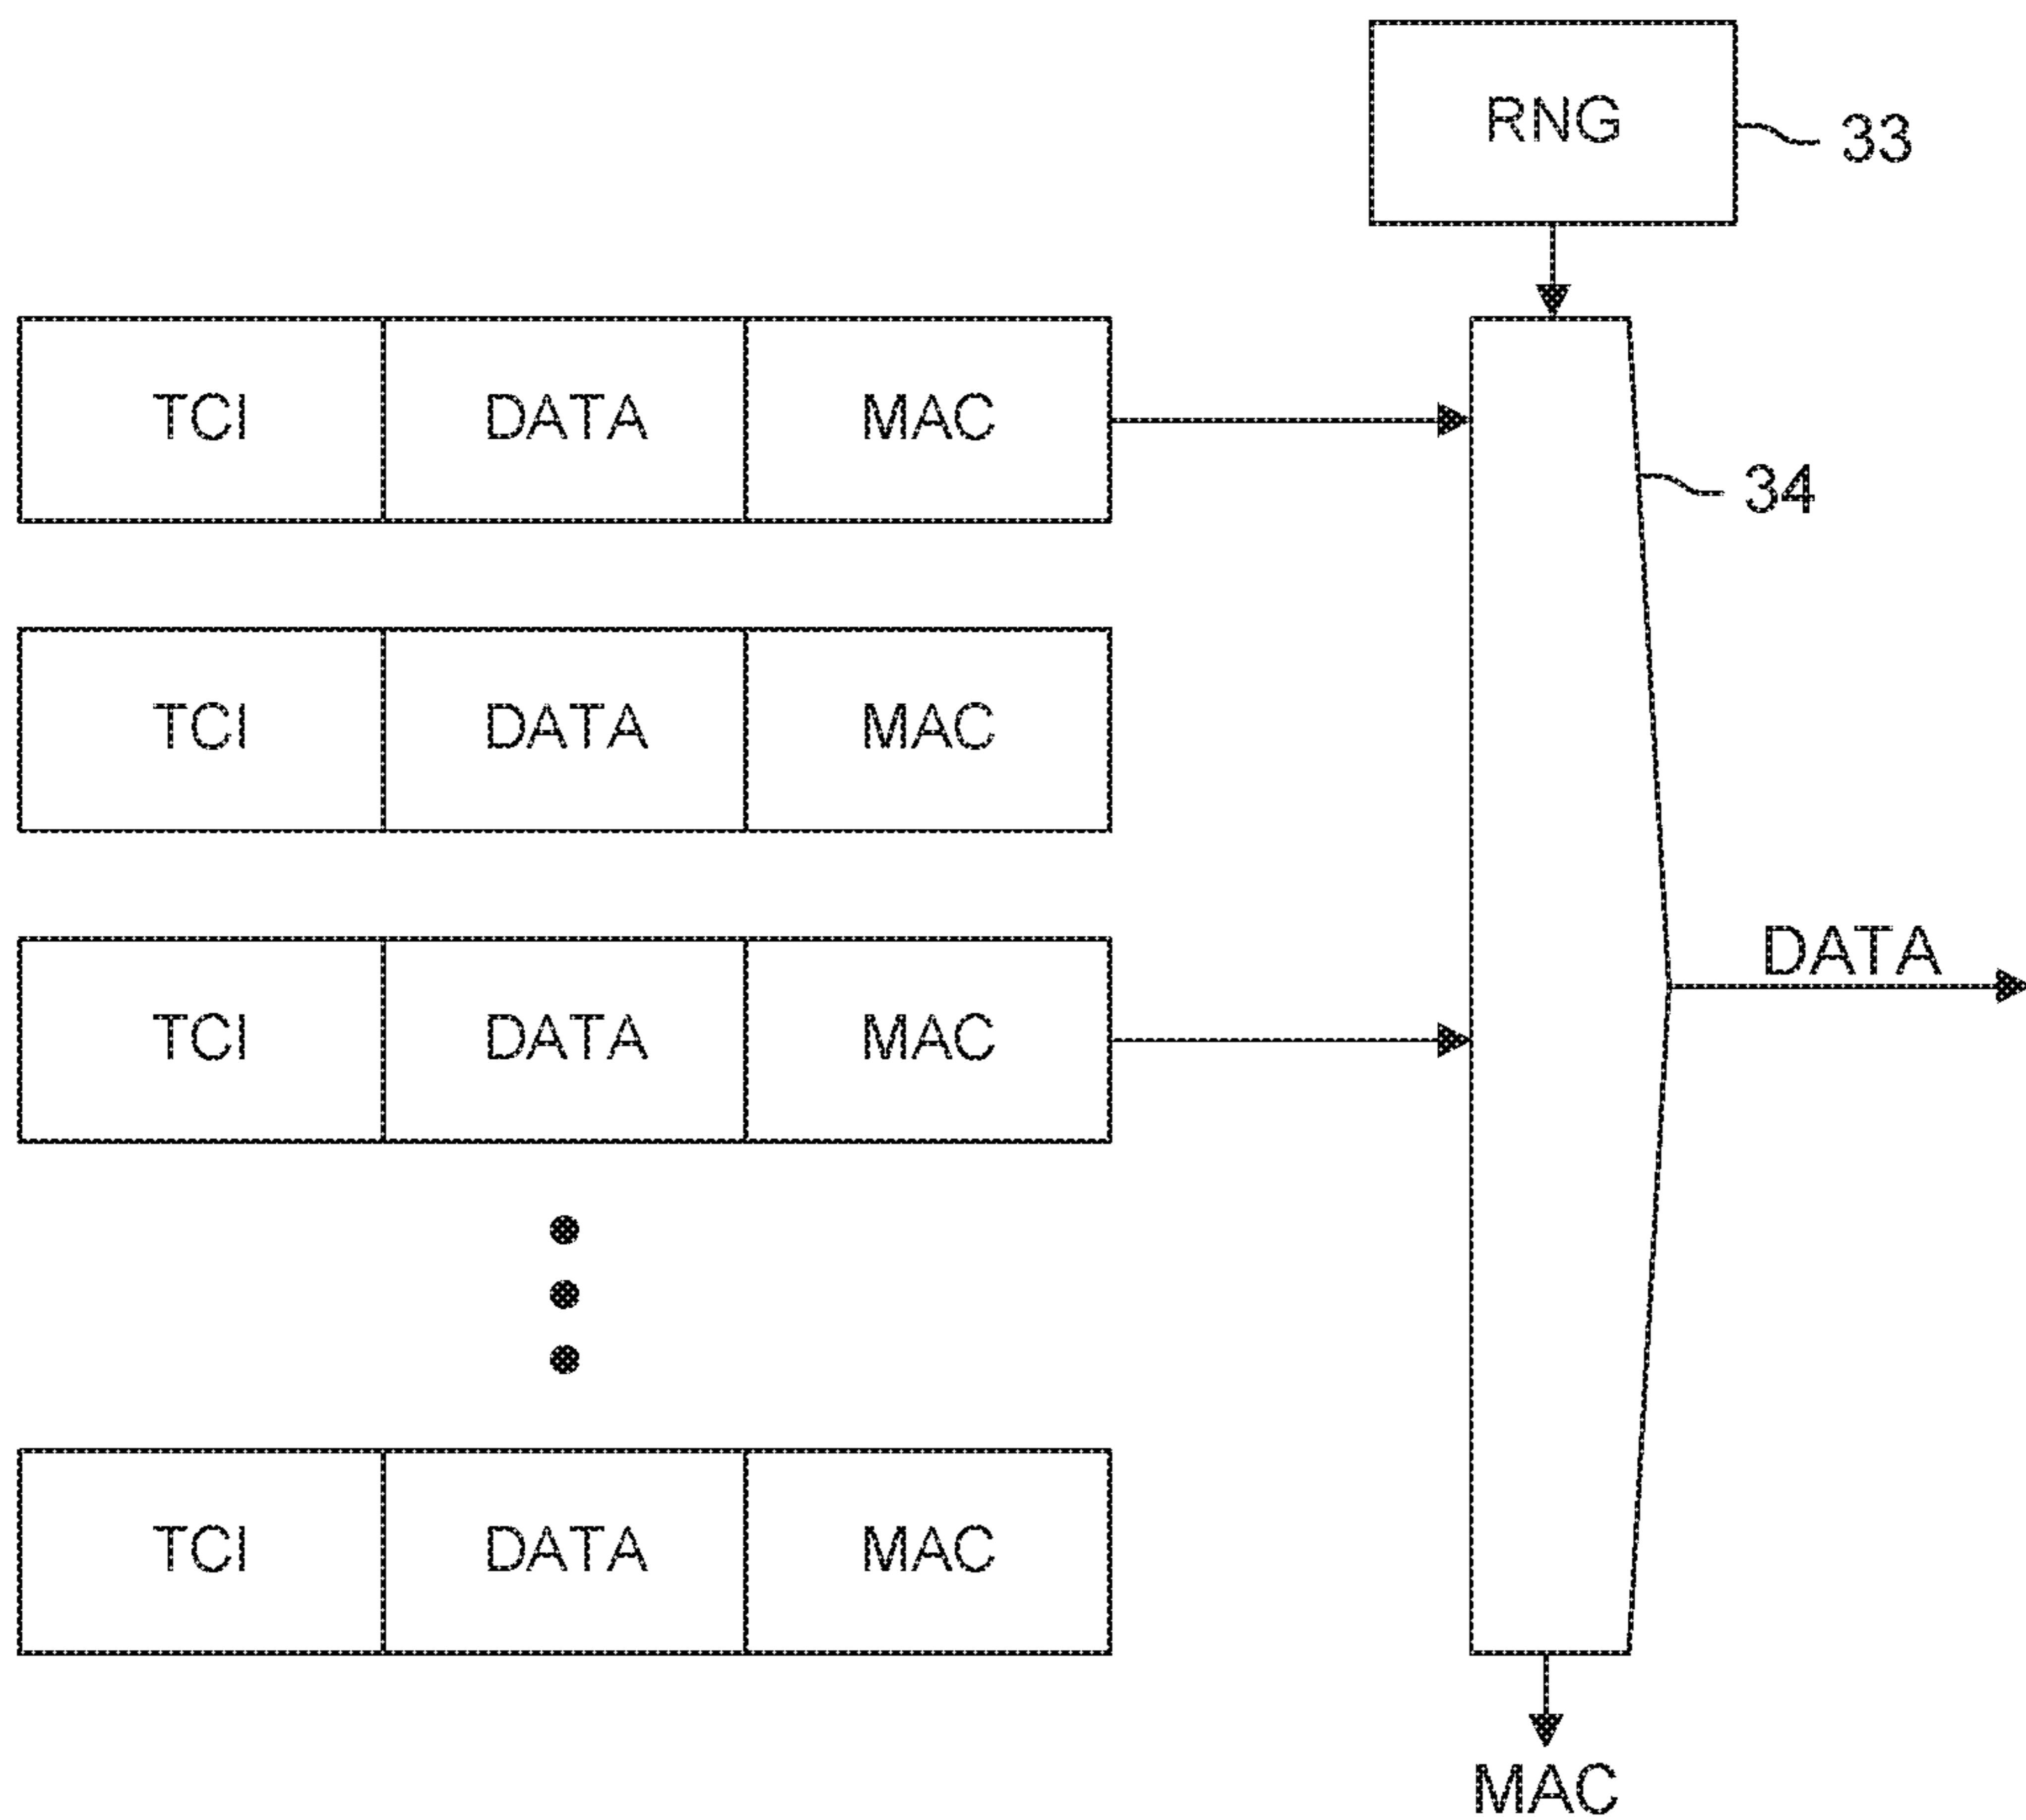 RNG
33
TCI DATA MAC
34
TCI DATA MAC
DATA
TCI DATA MAC
TCI DATA MAC
MAC